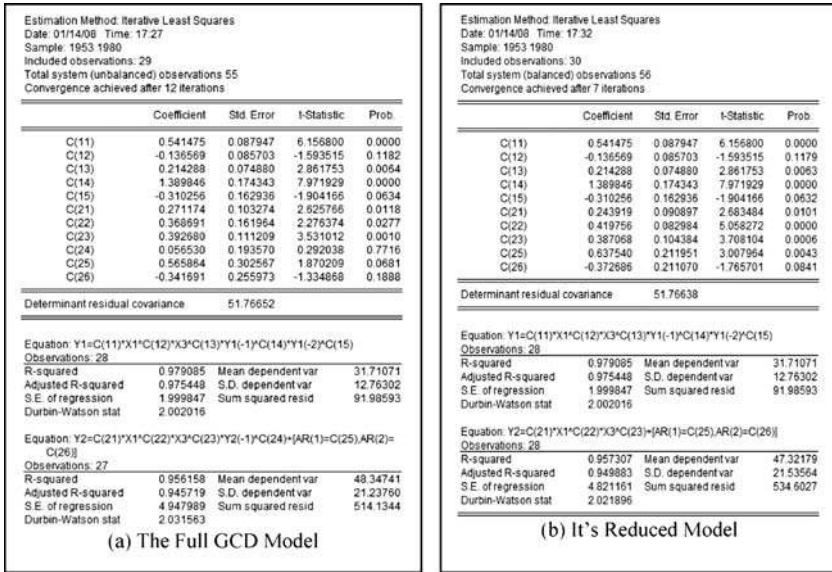 Estimation Method: Iterative Least Squares
Date: 01/14/08 Time: 17:27
Sample: 1953 1980
Included observations: 29
Total system (unbalanced) observations 55
Convergence achieved after 12 iterations
Coefficient Std. Error t-Statistic Prob.
C(11) 0.541475 0.087947 6.156800 0.0000
C(12) -0.136569 0.085703 -1.593515 0.1182
C(13) 0.214288 0.074880 2.861753 0.0064
C(14) 1.389846 0.174343 7.971929 0.0000
C(15) -0.310256 0.162936 -1.904166 0.0634
C(21) 0.271174 0.103274 2.625766 0.0118
C(22) 0.368691 0.161964 2.276374 0.0277
C(23) 0.392680 0.111209 3.531012 0.0010
C(24) 0.056530 0.193570 0.292038 0.7716
C(25) 0.565864 0.302567 1.870209 0.0681
C(26) -0.341691 0.255973 -1.334868 0.1888
Determinant residual covariance 51.76652
Equation: Y1=C(11)*X1^C(12)*X3^C(13)*Y1(-1)^C(14)*Y1(-2)^C(15)
Observations: 28
R-squared 0.979085 Mean dependent var 31.71071
Adjusted R-squared 0.975448 S.D. dependent var 12.76302
S.E. of regression 1.999847 Sum squared resid 91.98593
Durbin-Watson stat 2.002016
Equation: Y2=C(21)*X1^C(22)*X3^C(23)*Y2(-1)^C(24)+[AR(1)=C(25),AR(2)=
C(26)]
Observations: 27
R-squared 0.956158 Mean dependent var 48.34741
Adjusted R-squared 0.945719 S.D. dependent var 21.23760
S.E. of regression 4.947989 Sum squared resid 514.1344
Durbin-Watson stat 2.031563
(a) The Full GCD Model
Estimation Method: Iterative Least Squares
Date: 01/14/08 Time: 17:32
Sample: 1953 1980
Included observations: 30
Total system (balanced) observations 56
Convergence achieved after 7 iterations
Coefficient Std. Error t-Statistic Prob.
C(11) 0.541475 0.087947 6.156800 0.0000
C(12) -0.136569 0.085703 -1.593515 0.1179
C(13) 0.214288 0.074880 2.861753 0.0063
C(14) 1.389846 0.174343 7.971929 0.0000
C(15) -0.310256 0.162936 -1.904166 0.0632
C(21) 0.243919 0.090897 2.683484 0.0101
C(22) 0.419756 0.082984 5.058272 0.0000
C(23) 0.387068 0.104384 3.708104 0.0006
C(25) 0.637540 0.211951 3.007964 0.0043
C(26) -0.372686 0.211070 -1.765701 0.0841
Determinant residual covariance 51.76638
Equation: Y1=C(11)*X1^C(12)*X3^C(13)*Y1(-1)^C(14)*Y1(-2)^C(15)
Observations: 28
R-squared 0.979085 Mean dependent var 31.71071
Adjusted R-squared 0.975448 S.D. dependent var 12.76302
S.E. of regression 1.999847 Sum squared resid 91.98593
Durbin-Watson stat 2.002016
Equation: Y2=C(21)*X1^C(22)*X3^C(23)+[AR(1)=C(25),AR(2)=C(26)]
Observations: 28
R-squared 0.957307 Mean dependent var 47.32179
Adjusted R-squared 0.949883 S.D. dependent var 21.53564
S.E. of regression 4.821161 Sum squared resid 534.6027
Durbin-Watson stat 2.021896
(b) It's Reduced Model